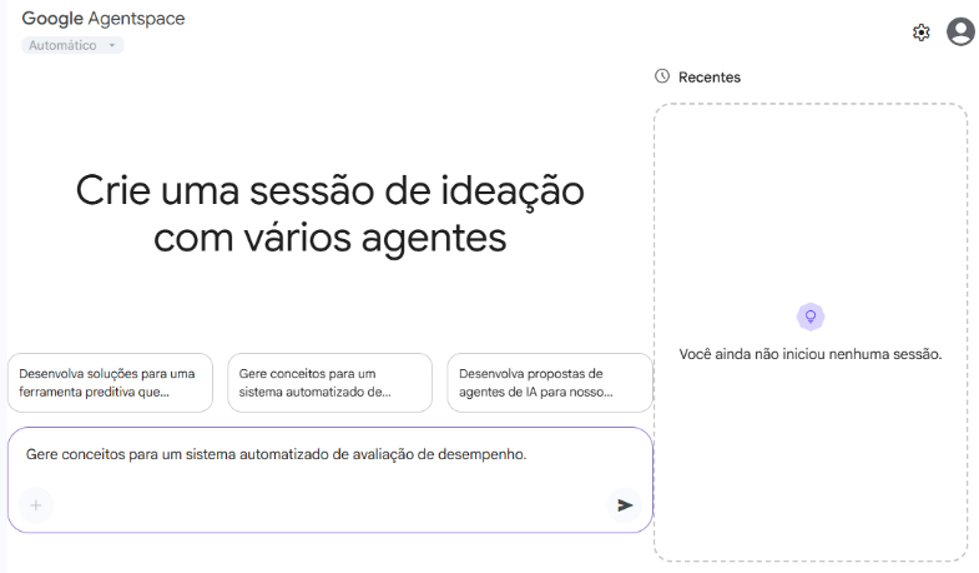 Google Agentspace
Automático
Recentes
Crie uma sessão de ideação
com vários agentes
Você ainda não iniciou nenhuma sessão.
Desenvolva soluções para uma
ferramenta preditiva que...
Gere conceitos para um
sistema automatizado de...
Desenvolva propostas de
agentes de IA para nosso...
Gere conceitos para um sistema automatizado de avaliação de desempenho.